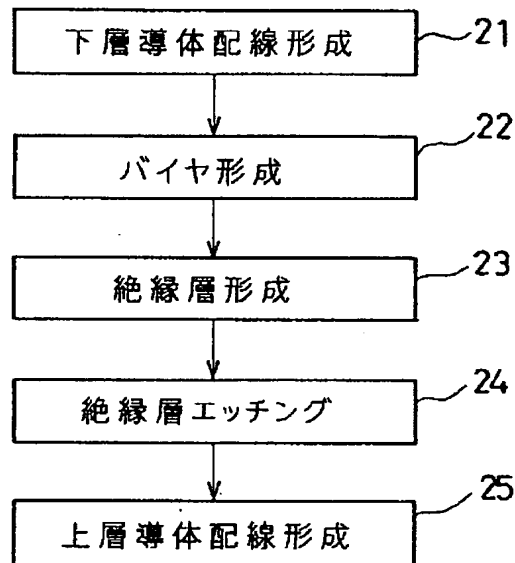 下層導体配線形成 21
バイヤ形成 22
絶縁層形成 23
絶縁層エッチング 24
上層導体配線形成 25